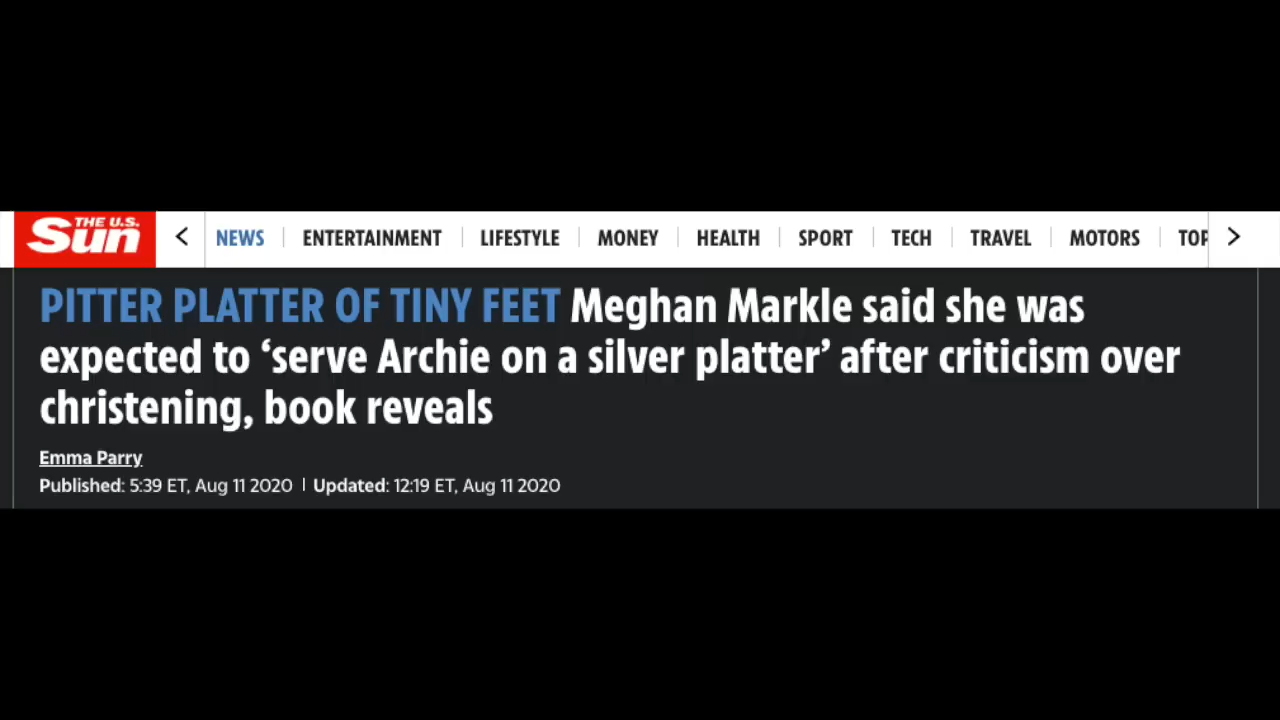 THE U.S.
Sun
< NEWS ENTERTAINMENT LIFESTYLE MONEY HEALTH SPORT TECH TRAVEL MOTORS TOP >
PITTER PLATTER OF TINY FEET Meghan Markle said she was
expected to ‘serve Archie on a silver platter’ after criticism over
christening, book reveals
Emma Parry
Published: 5:39 ET, Aug 11 2020 | Updated: 12:19 ET, Aug 11 2020